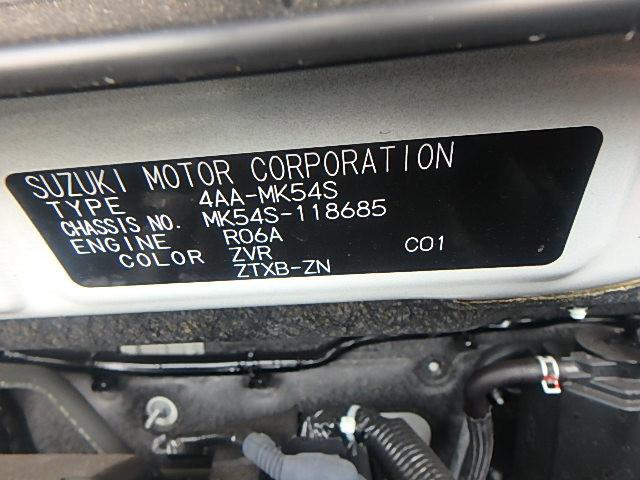 SUZUKI MOTOR CORPORATION
TYPE 4AA-MK54S
CHASSIS NO. MK54S-118685
ENGINE R06A
COLOR ZVR C01
ZTXB-ZN